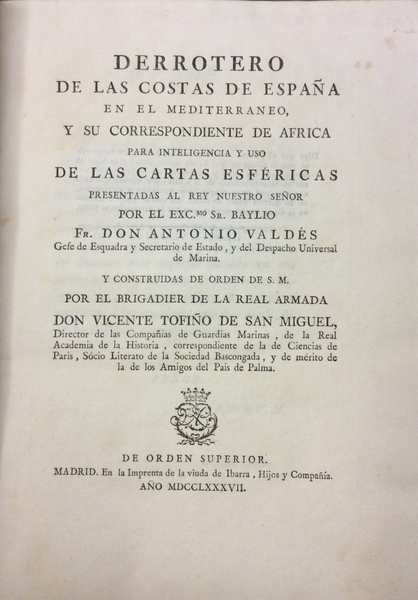 DERROTERO
DE LAS COSTAS DE ESPAÑA
EN EL MEDITERRANEO,
Y SU CORRESPONDIENTE DE AFRICA
PARA INTELIGENCIA Y USO
DE LAS CARTAS ESFÉRICAS
PRESENTADAS AL REY NUESTRO SEÑOR
POR EL EXC.MO SR. BAYLIO
FR. DON ANTONIO VALDÉS
Gefe de Esquadra y Secretario de Estado, y del Despacho Universal
de Marina.
Y CONSTRUIDAS DE ORDEN DE S. M.
POR EL BRIGADIER DE LA REAL ARMADA
DON VICENTE TOFIÑO DE SAN MIGUEL,
Director de las Compañias de Guardias Marinas, de la Real
Academia de la Historia, correspondiente de la de Ciencias de
Paris, Sócio Literato de la Sociedad Bascongada, y de mérito de
la de los Amigos del Pais de Palma.
DE ORDEN SUPERIOR.
MADRID. En la Imprenta de la viuda de Ibarra, Hijos y Compañia.
AÑO MDCCLXXXVII.